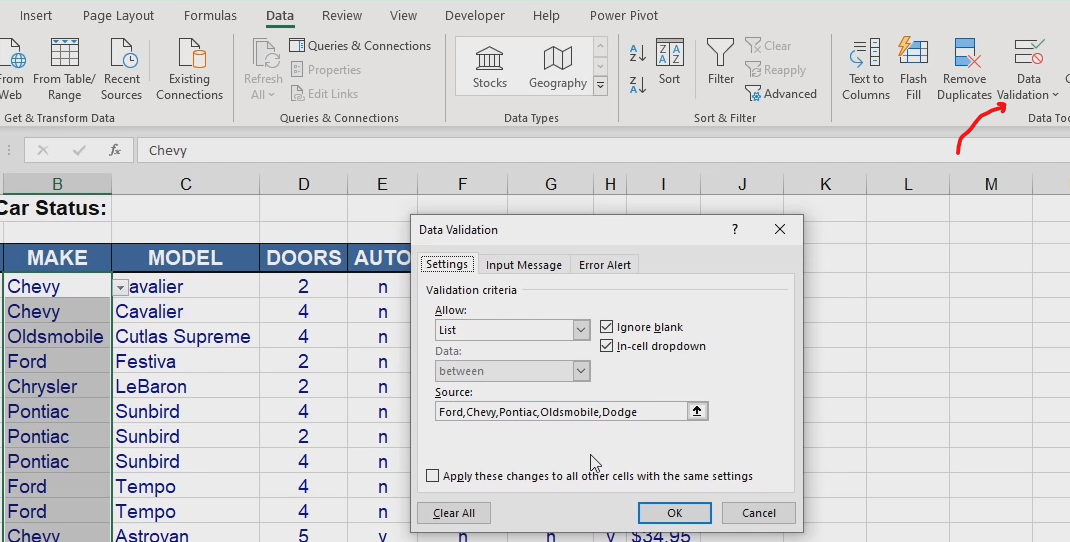 Insert Page Layout Formulas Data Review View Developer Help Power Pivot
From Web
From Table/ Range
Recent Sources
Existing Connections
Get & Transform Data
Refresh All
Queries & Connections
Properties
Edit Links
Queries & Connections
Stocks
Geography
Data Types
A Z
Z A
Z A A Z
Sort
Filter
Clear
Reapply
Advanced
Sort & Filter
Text to Columns
Flash Fill
Remove Duplicates
Data Validation
Data Too
fx Chevy
B C D E F G H I J K L M
Car Status:
MAKE MODEL DOORS AUTO
Chevy avalier 2 n
Chevy Cavalier 4 n
Oldsmobile Cutlas Supreme 4 n
Ford Festiva 2 n
Chrysler LeBaron 2 n
Pontiac Sunbird 4 n
Pontiac Sunbird 2 n
Pontiac Sunbird 4 n
Ford Tempo 4 n
Ford Tempo 4 n
Chevy Astrovan 5 y n n y $34.95
Data Validation ?
Settings Input Message Error Alert
Validation criteria
Allow:
List
Ignore blank
In-cell dropdown
Data:
between
Source:
Ford,Chevy,Pontiac,Oldsmobile,Dodge
Apply these changes to all other cells with the same settings
Clear All OK Cancel